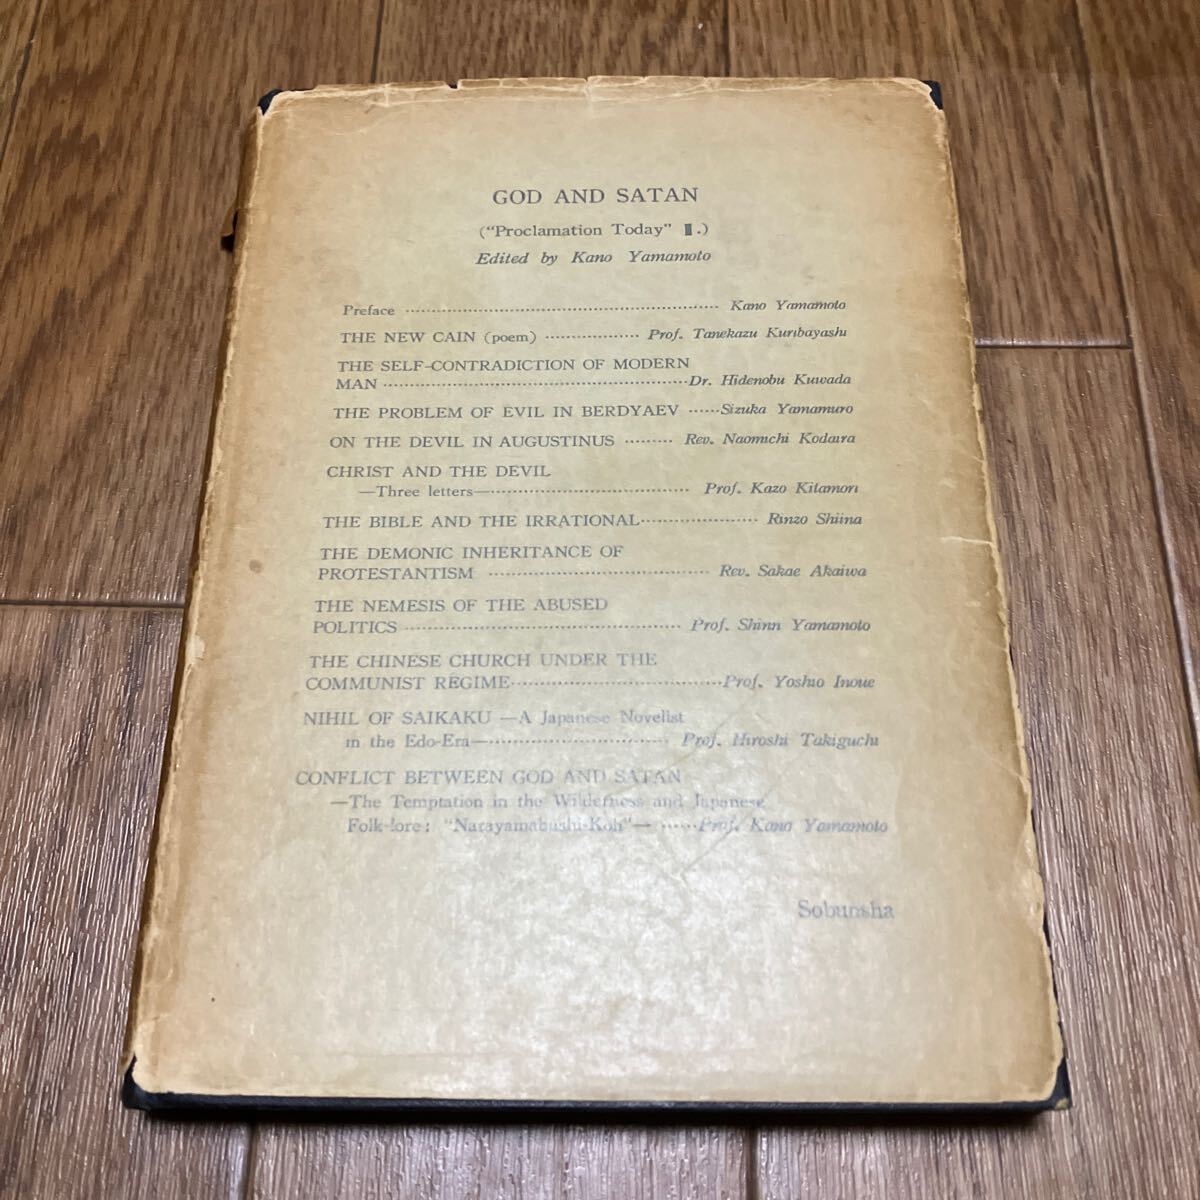 GOD AND SATAN
("Proclamation Today" Ⅱ.)
Edited by Kano Yamamoto
Preface ........................................................ Kano Yamamoto
THE NEW CAIN (poem) .................. Prof. Tanekazu Kuribayashi
THE SELF-CONTRADICTION OF MODERN
MAN ........................................................ Dr. Hidenobu Kuwada
THE PROBLEM OF EVIL IN BERDYAEV ...... Sizuka Yamamuro
ON THE DEVIL IN AUGUSTINUS ......... Rev. Naomichi Kodaira
CHRIST AND THE DEVIL
—Three letters— .................................... Prof. Kazo Kitamori
THE BIBLE AND THE IRRATIONAL ..................... Rinzo Shiina
THE DEMONIC INHERITANCE OF
PROTESTANTISM ....................................... Rev. Sakae Akaiwa
THE NEMESIS OF THE ABUSED
POLITICS ................................................ Prof. Shinn Yamamoto
THE CHINESE CHURCH UNDER THE
COMMUNIST REGIME ..................................... Prof. Yoshio Inoue
NIHIL OF SAIKAKU —A Japanese Novelist
in the Edo-Era— .............................. Prof. Hiroshi Takiguchi
CONFLICT BETWEEN GOD AND SATAN
—The Temptation in the Wilderness and Japanese
Folk-lore: "Narayamabushi-Koh"— ...... Prof. Kano Yamamoto
Sobunsha